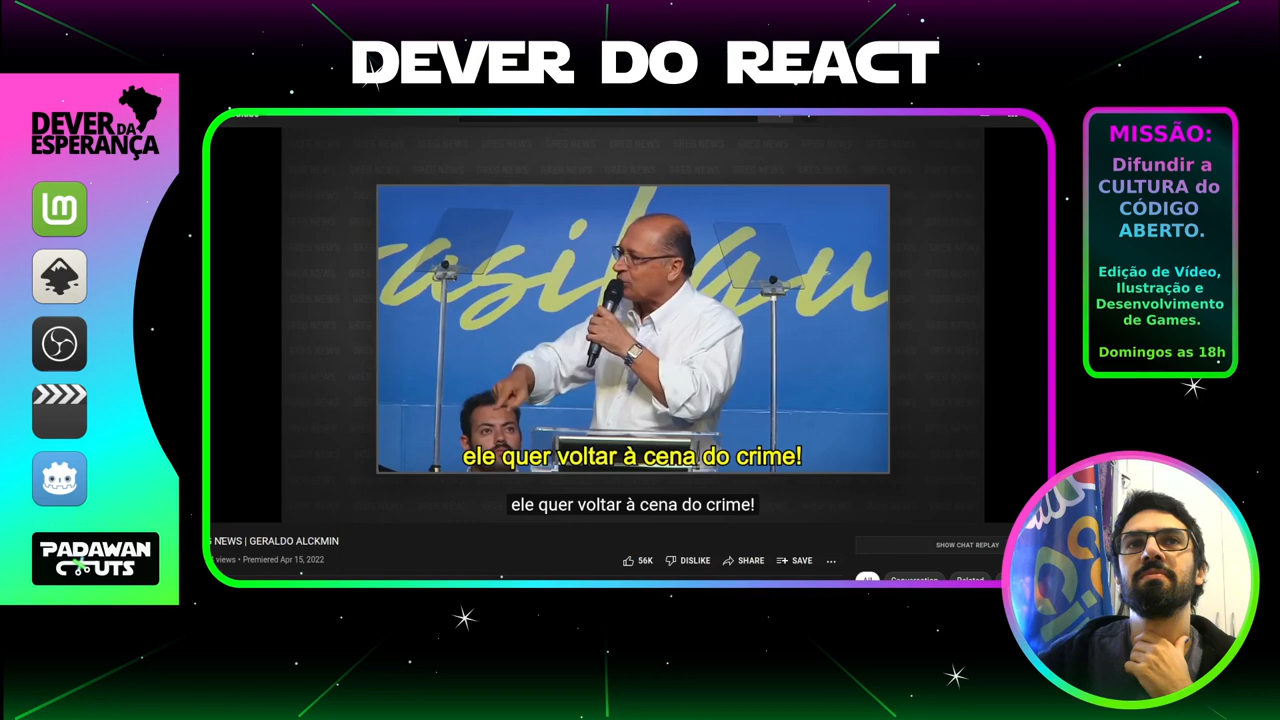 DEVER DO REACT
DEVER DA
ESPERANÇA
PADAWAN
CUTS
ele quer voltar à cena do crime!
ele quer voltar à cena do crime!
NEWS | GERALDO ALCKMIN
views • Premiered Apr 15, 2022
56K
DISLIKE
SHARE
SAVE
...
SHOW CHAT REPLAY
All
Related
MISSÃO:
Difundir a
CULTURA do
CÓDIGO
ABERTO.
Edição de Vídeo,
Ilustração e
Desenvolvimento
de Games.
Domingos as 18h